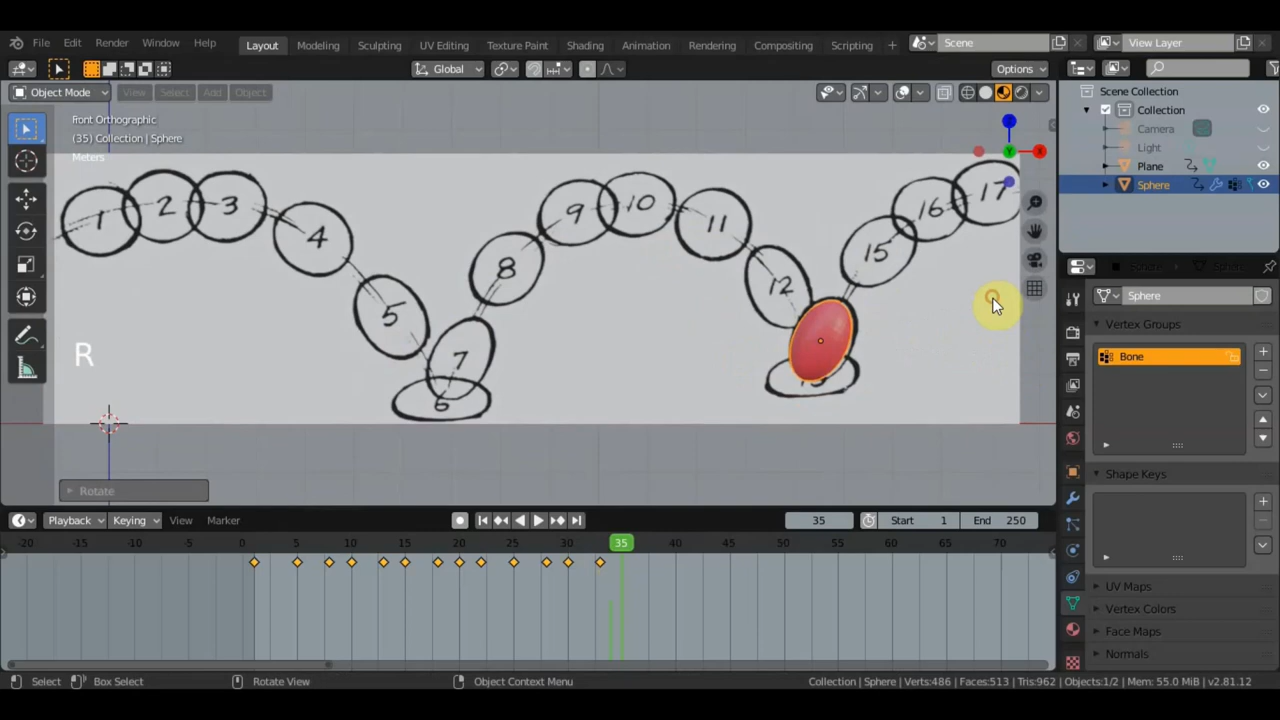 File Edit Render Window Help Layout Modeling Sculpting UV Editing Texture Paint Shading Animation Rendering Compositing Scripting + Scene View Layer
Global Options
Object Mode View Select Add Object
Scene Collection
Collection
Camera
Light
Plane
Sphere
Front Orthographic
(35) Collection | Sphere
Meters
1 2 3 4 5 6 7 8 9 10 11 12 15 16 17
R
Rotate
Sphere
Vertex Groups
Bone
Shape Keys
UV Maps
Vertex Colors
Face Maps
Normals
Playback Keying View Marker 35 Start 1 End 250
-20 -15 -10 -5 0 5 10 15 20 25 30 35 40 45 50 55 60 65 70
Select Box Select Rotate View Object Context Menu Collection | Sphere | Verts:486 | Faces:513 | Tris:962 | Objects:1/2 | Mem: 55.0 MiB | v2.81.12